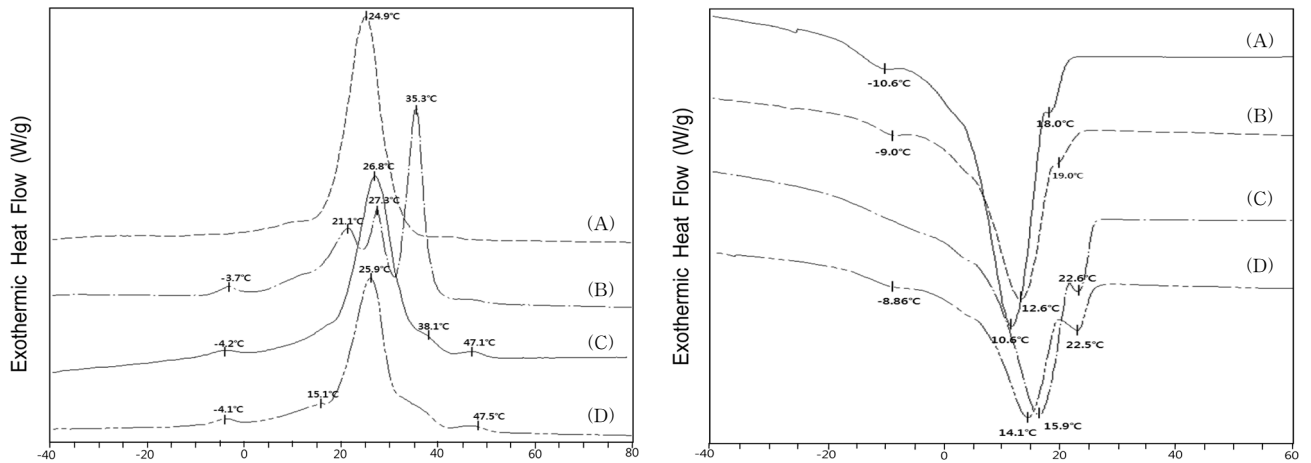 Exothermic Heat Flow (W/g)
24.9℃
35.3℃
26.8℃
27.3℃
21.1℃
(A)
25.9℃
-3.7℃
(B)
38.1℃
-4.2℃
47.1℃
(C)
15.1℃
-4.1℃
47.5℃
(D)
-40 -20 0 20 40 60 80
Exothermic Heat Flow (W/g)
(A)
-10.6℃
18.0℃
(B)
-9.0℃
19.0℃
(C)
(D)
22.6℃
-8.86℃
12.6℃
10.6℃
22.5℃
15.9℃
14.1℃
-40 -20 0 20 40 60